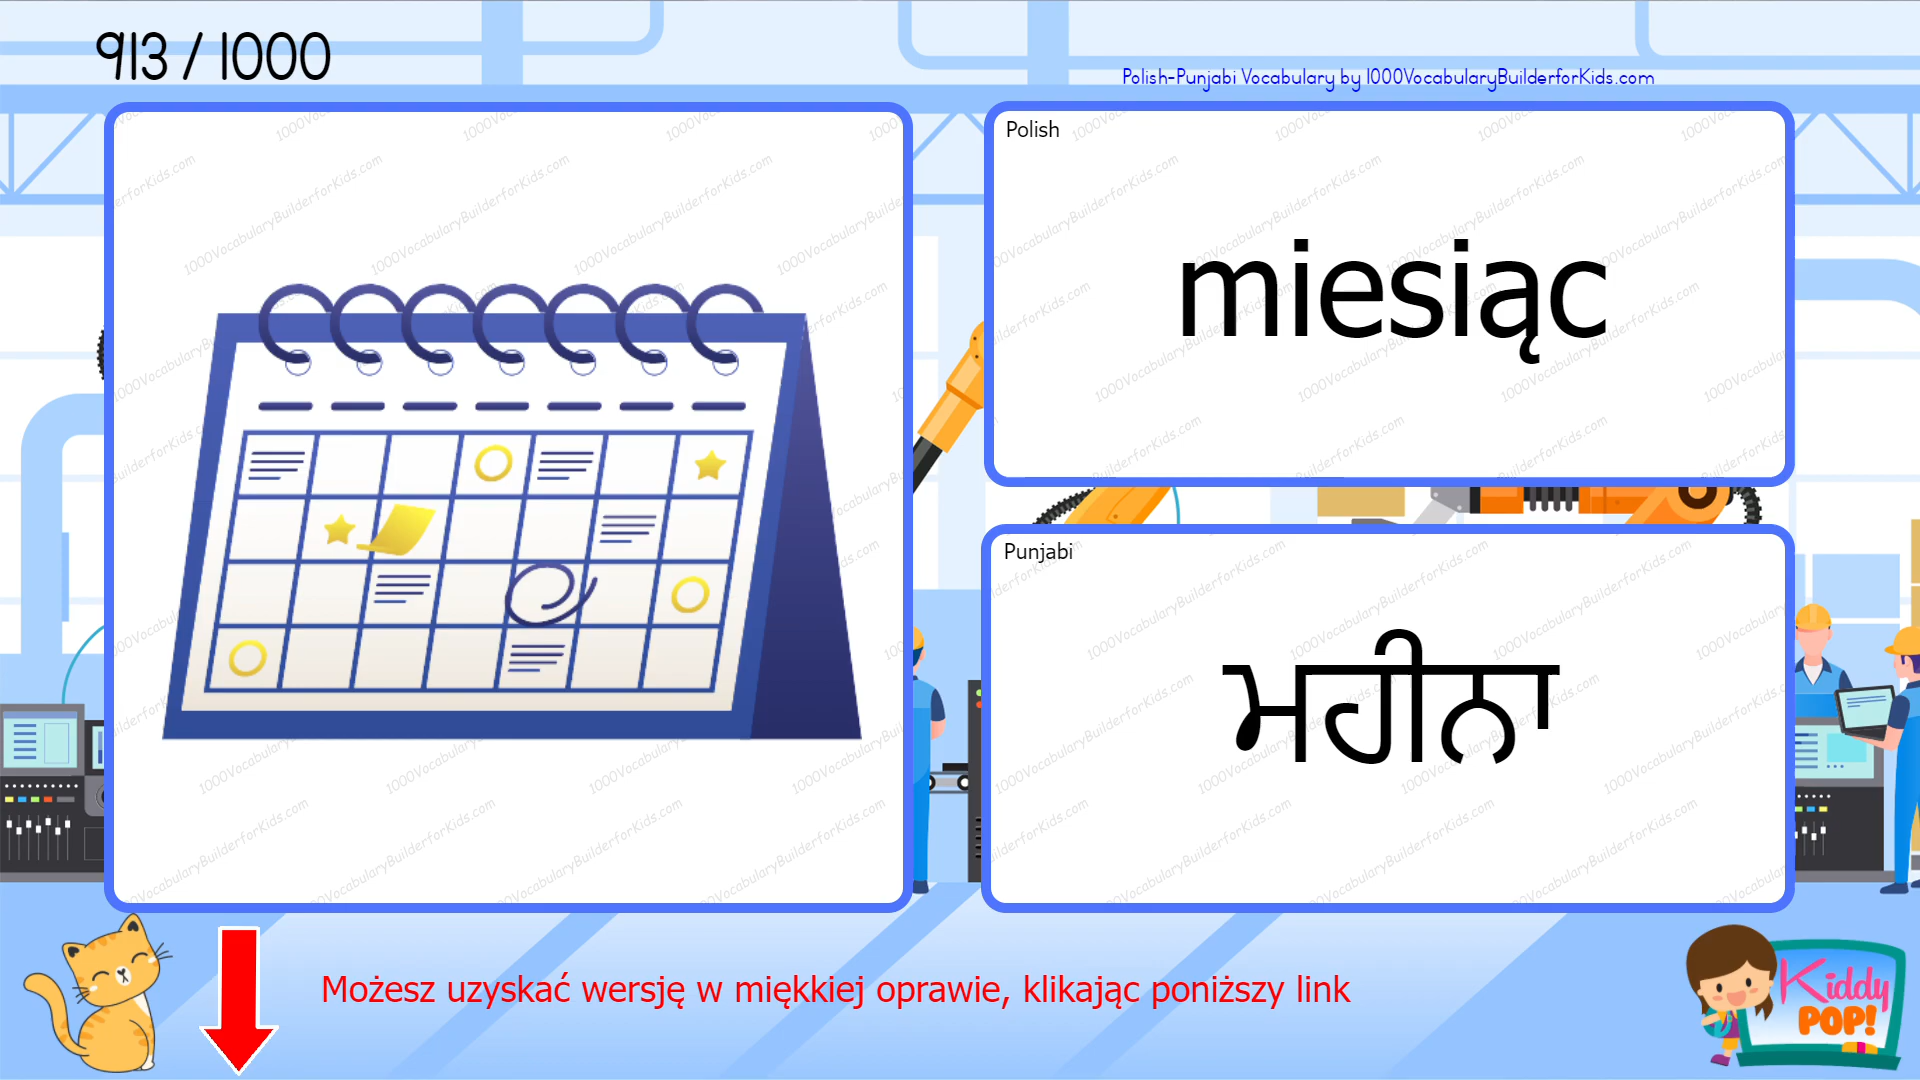 913 / 1000
Polish-Punjabi Vocabulary by 1000VocabularyBuilderforKids.com
Polish
miesiąc
Punjabi
ਮਹੀਨਾ
Możesz uzyskać wersję w miękkiej oprawie, klikając poniższy link
Kiddy
POP!